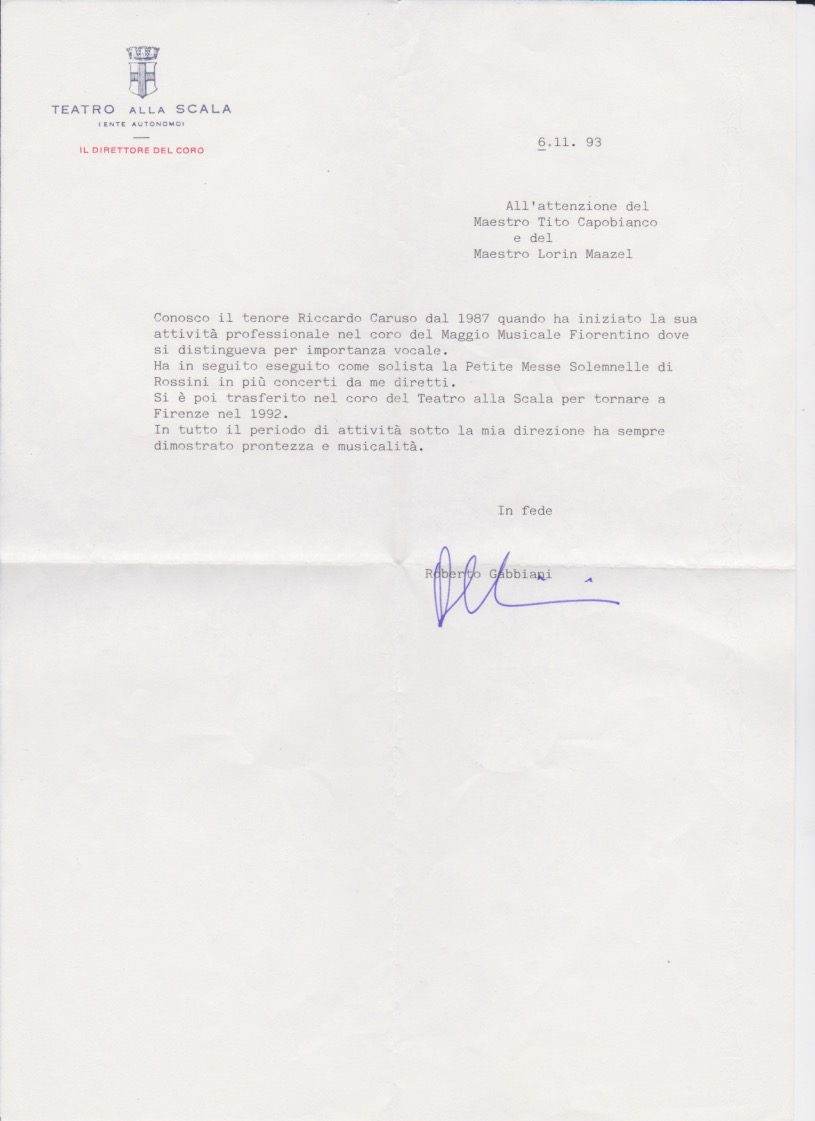 TEATRO ALLA SCALA
(ENTE AUTONOMO)
IL DIRETTORE DEL CORO
6.11. 93
All'attenzione del
Maestro Tito Capobianco
e del
Maestro Lorin Maazel
Conosco il tenore Riccardo Caruso dal 1987 quando ha iniziato la sua
attività professionale nel coro del Maggio Musicale Fiorentino dove
si distingueva per importanza vocale.
Ha in seguito eseguito come solista la Petite Messe Solemnelle di
Rossini in più concerti da me diretti.
Si è poi trasferito nel coro del Teatro alla Scala per tornare a
Firenze nel 1992.
In tutto il periodo di attività sotto la mia direzione ha sempre
dimostrato prontezza e musicalità.
In fede
Roberto Gabbiani